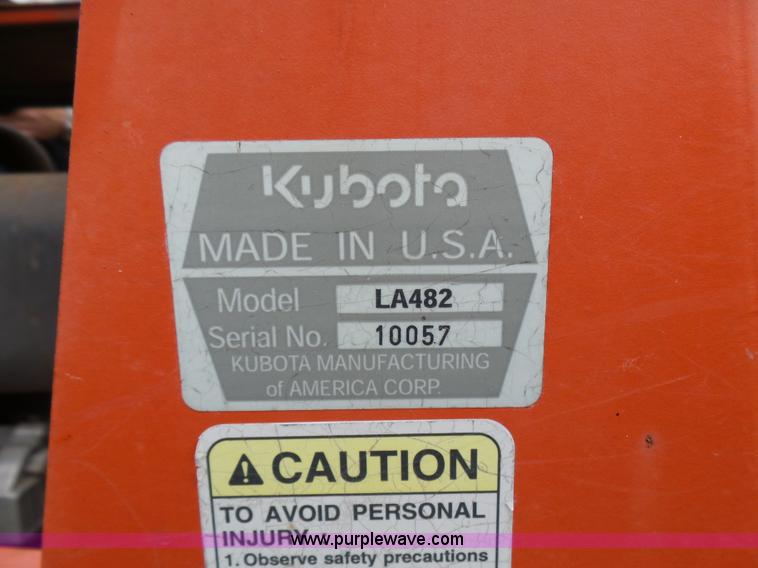 Kubota
MADE IN U.S.A.
Model LA482
Serial No. 10057
KUBOTA MANUFACTURING
of AMERICA CORP.
CAUTION
TO AVOID PERSONAL
INJURY
1. Observe safety precautions
www.purplewave.com